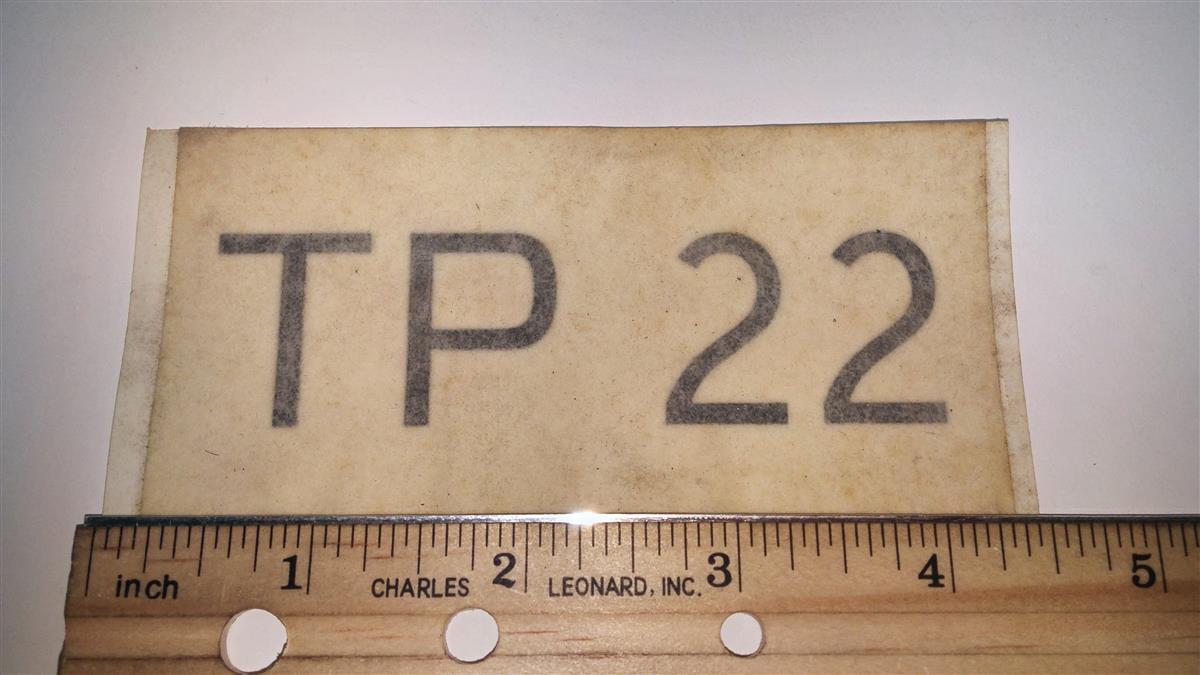 TP 22
1 2 3 4 5
inch CHARLES LEONARD, INC.